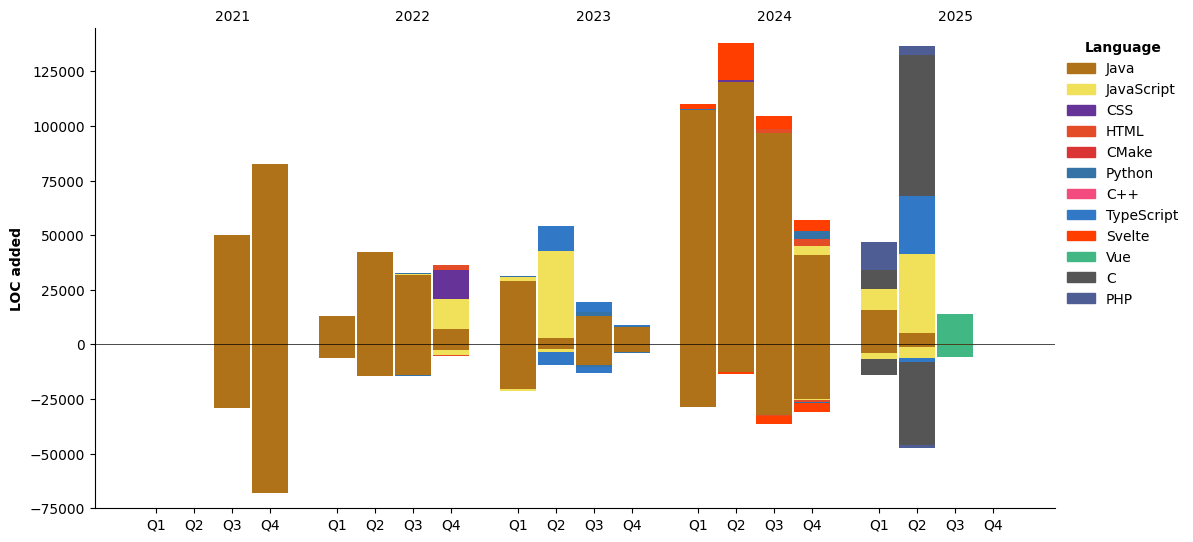 2021 2022 2023 2024 2025
LOC added
125000
100000
75000
50000
25000
0
−25000
−50000
−75000
Q1 Q2 Q3 Q4 Q1 Q2 Q3 Q4 Q1 Q2 Q3 Q4 Q1 Q2 Q3 Q4 Q1 Q2 Q3 Q4
Language
Java
JavaScript
CSS
HTML
CMake
Python
C++
TypeScript
Svelte
Vue
C
PHP